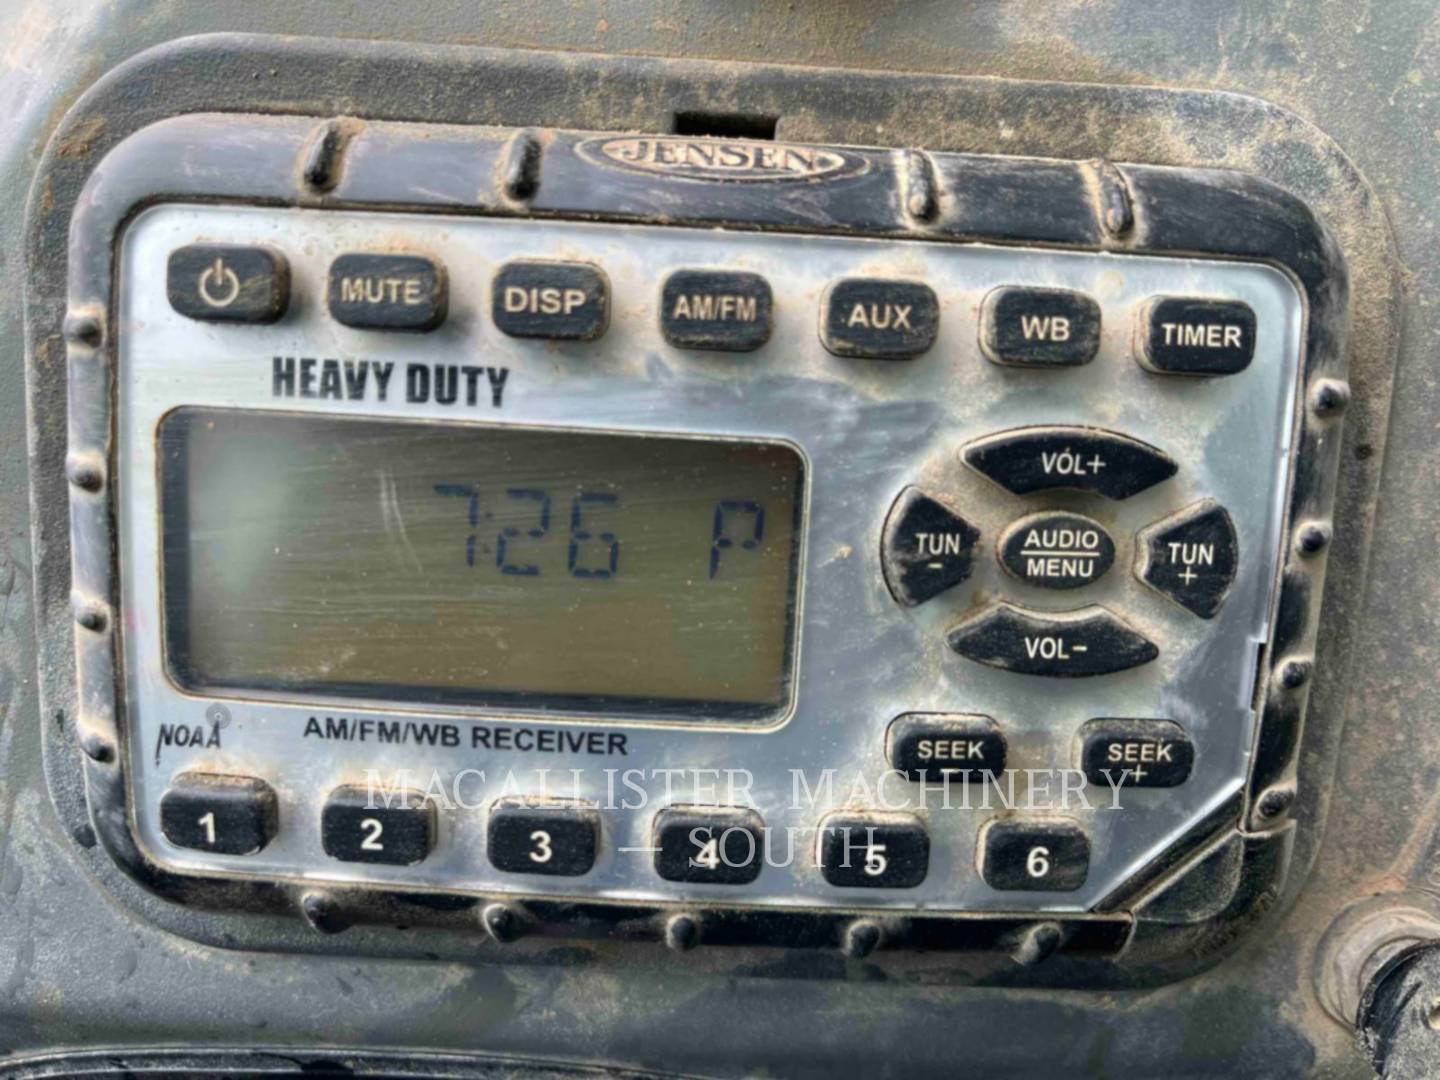 JENSEN
MUTE DISP AM/FM AUX WB TIMER
HEAVY DUTY
VOL+
7:26 P
TUN - AUDIO MENU TUN +
VOL-
NOAA AM/FM/WB RECEIVER
SEEK - SEEK +
MACALLISTER MACHINERY
1 2 3 4 5 6
— SOUTH —